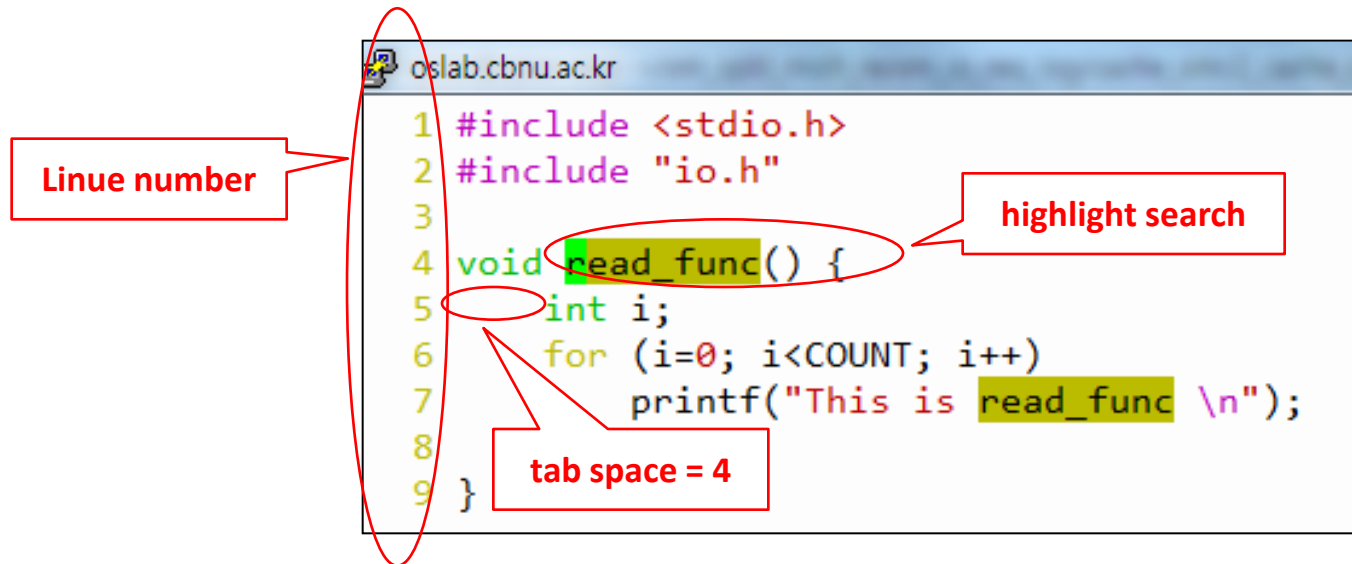 oslab.cbnu.ac.kr
1 #include <stdio.h>
2 #include "io.h"
3
4 void read_func() {
5     int i;
6     for (i=0; i<COUNT; i++)
7         printf("This is read_func \n");
8
9 }
Linue number
highlight search
tab space = 4